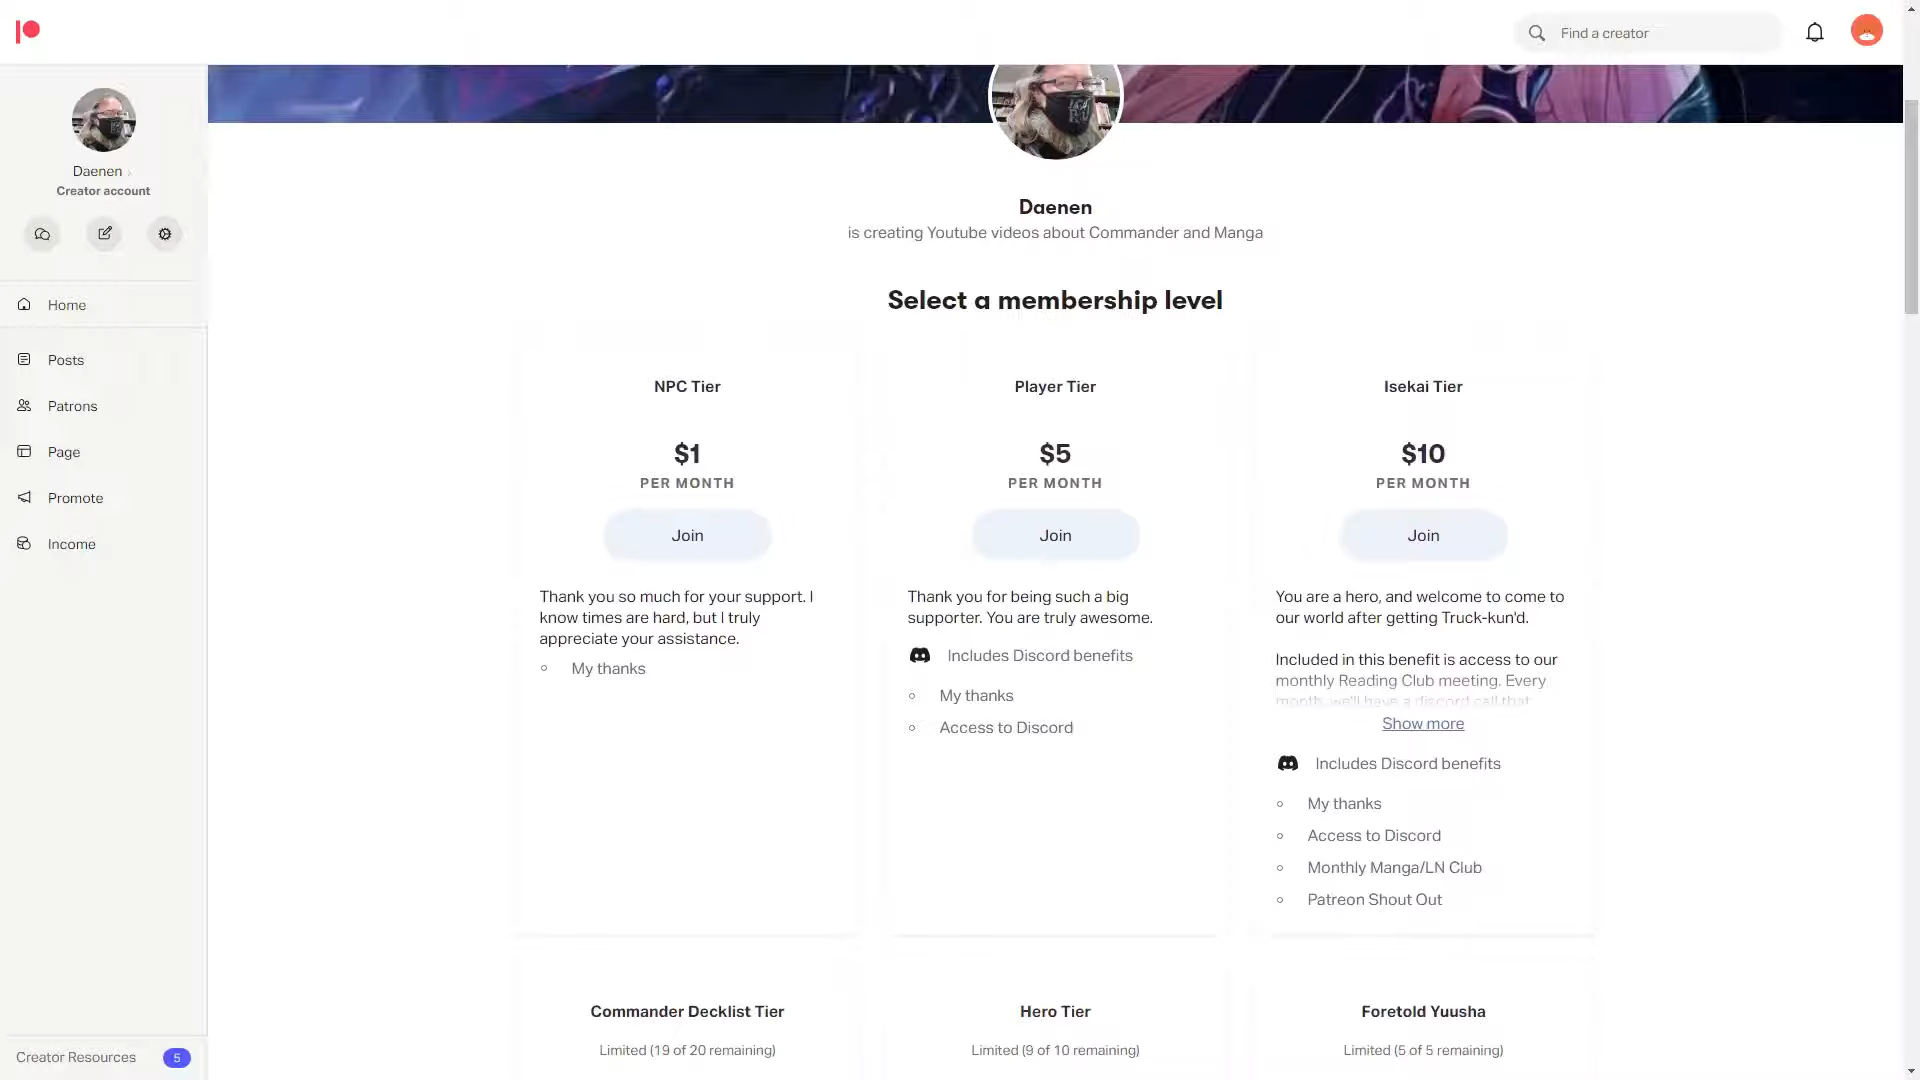 Find a creator
Daenen
Creator account
Home
Posts
Patrons
Page
Promote
Income
Creator Resources
5
Daenen
is creating Youtube videos about Commander and Manga
Select a membership level
NPC Tier
$1
PER MONTH
Join
Thank you so much for your support. I
know times are hard, but I truly
appreciate your assistance.
My thanks
Player Tier
$5
PER MONTH
Join
Thank you for being such a big
supporter. You are truly awesome.
Includes Discord benefits
My thanks
Access to Discord
Isekai Tier
$10
PER MONTH
Join
You are a hero, and welcome to come to
our world after getting Truck-kun'd.
Included in this benefit is access to our
monthly Reading Club meeting. Every
month, we'll have a discord call that
Show more
Includes Discord benefits
My thanks
Access to Discord
Monthly Manga/LN Club
Patreon Shout Out
Commander Decklist Tier
Limited (19 of 20 remaining)
Hero Tier
Limited (9 of 10 remaining)
Foretold Yuusha
Limited (5 of 5 remaining)